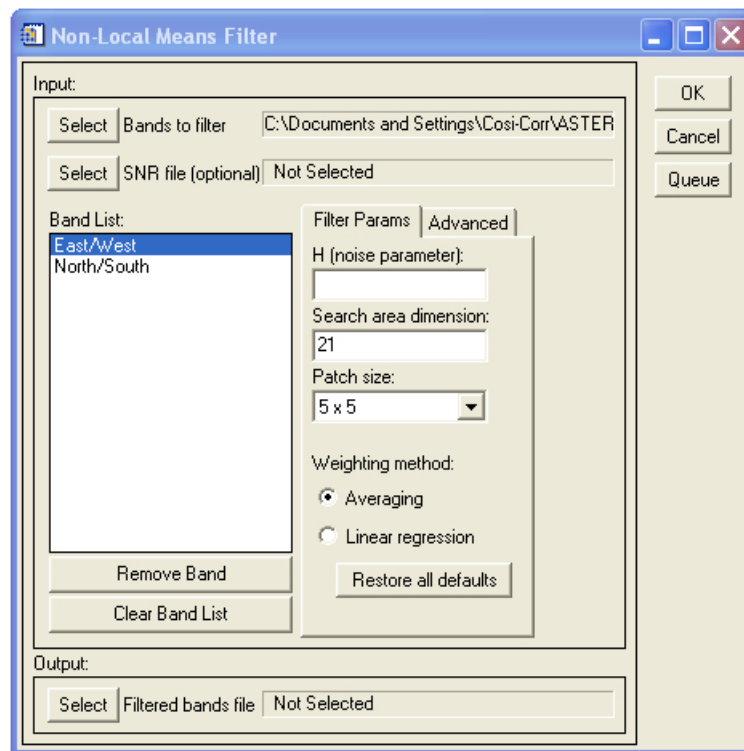 Non-Local Means Filter
Input:
Select Bands to filter C:\Documents and Settings\Cosi-Corr\ASTER
Select SNR file (optional) Not Selected
Band List:
East/West
North/South
Remove Band
Clear Band List
Filter Params Advanced
H (noise parameter):
Search area dimension:
21
Patch size:
5 x 5
Weighting method:
Averaging
Linear regression
Restore all defaults
Output:
Select Filtered bands file Not Selected
OK
Cancel
Queue